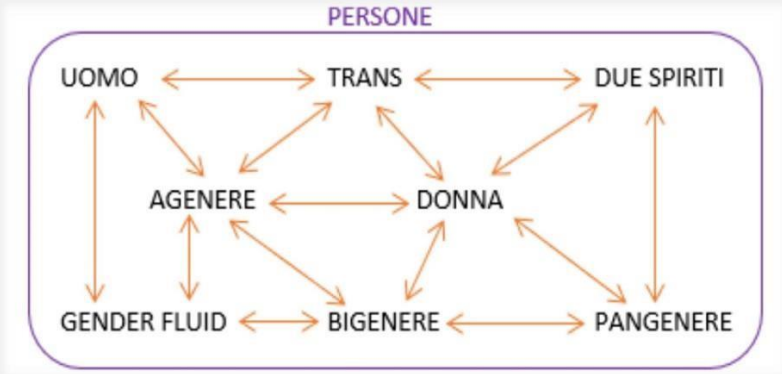 PERSONE
UOMO TRANS DUE SPIRITI
AGENERE DONNA
GENDER FLUID BIGENERE PANGENERE